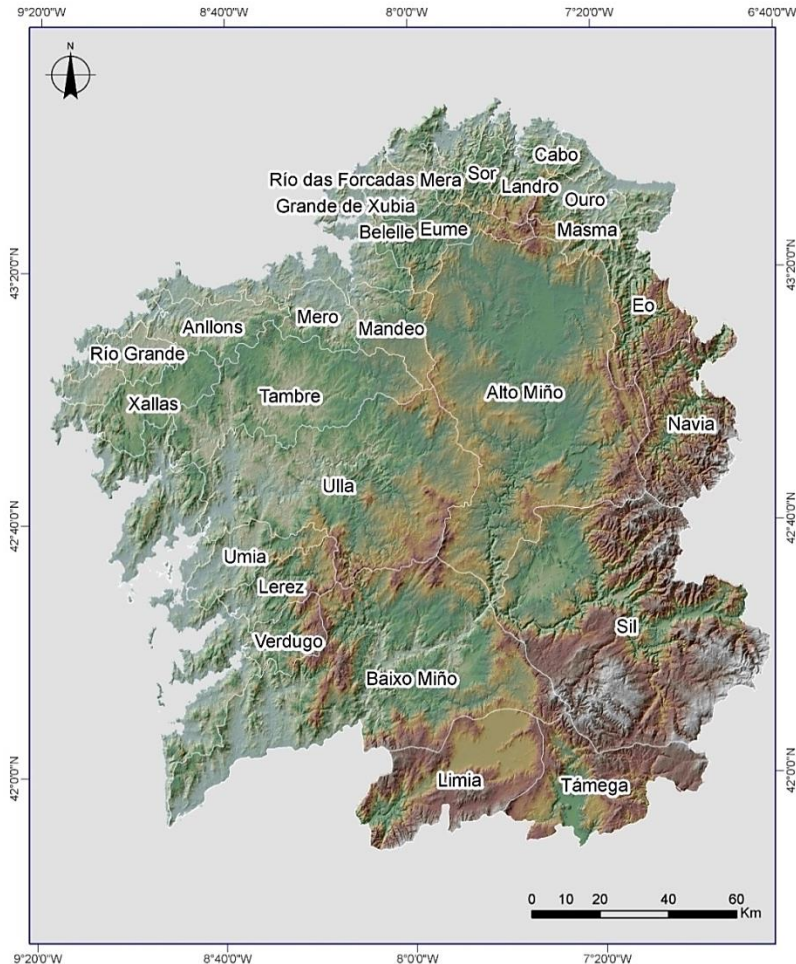 9°20'0"W 8°40'0"W 8°0'0"W 7°20'0"W 6°40'0"W
N
Cabo
Sor
Río das Forcadas Mera
Landro
Ouro
Grande de Xubia
Belelle Eume
Masma
43°20'0"N 43°20'0"N
Eo
Mero
Anllons
Mandeo
Río Grande
Alto Miño
Tambre
Xallas
Navia
Ulla
42°40'0"N 42°40'0"N
Umia
Lerez
Sil
Verdugo
Baixo Miño
42°0'0"N 42°0'0"N
Limia
Támega
0 10 20 40 60
Km
9°20'0"W 8°40'0"W 8°0'0"W 7°20'0"W